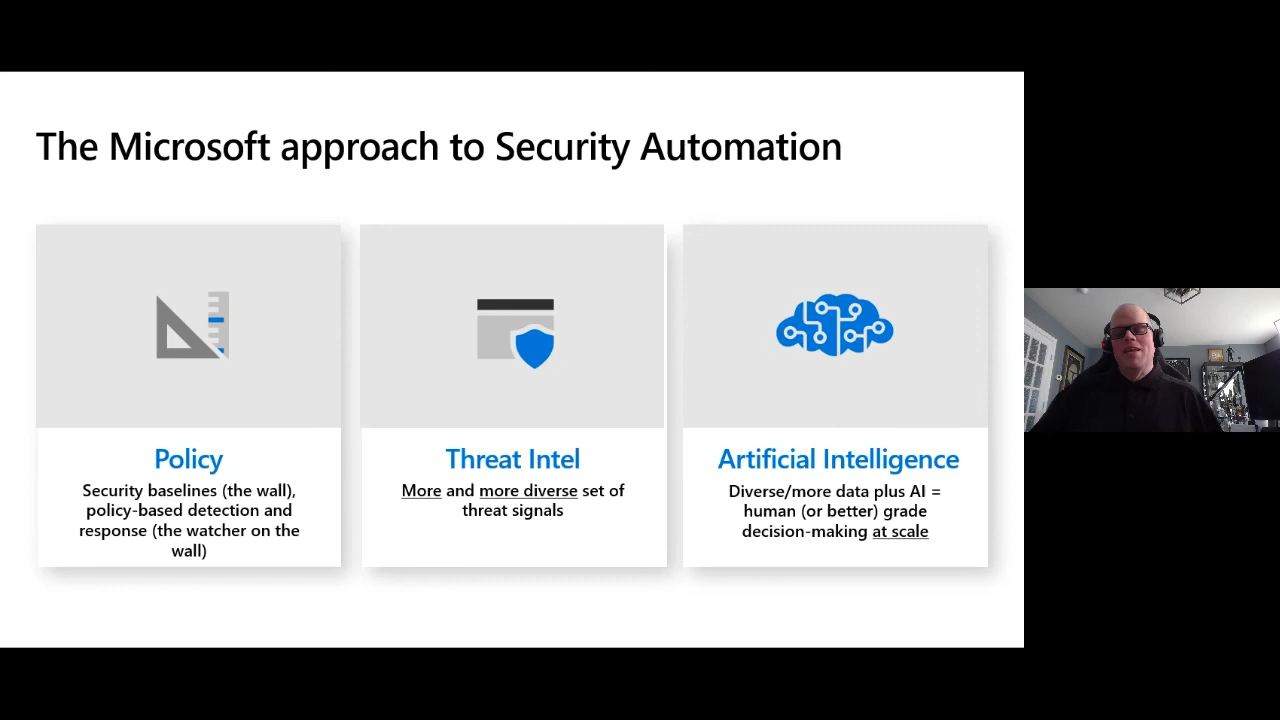 The Microsoft approach to Security Automation
Policy
Security baselines (the wall),
policy-based detection and
response (the watcher on the
wall)
Threat Intel
More and more diverse set of
threat signals
Artificial Intelligence
Diverse/more data plus AI =
human (or better) grade
decision-making at scale